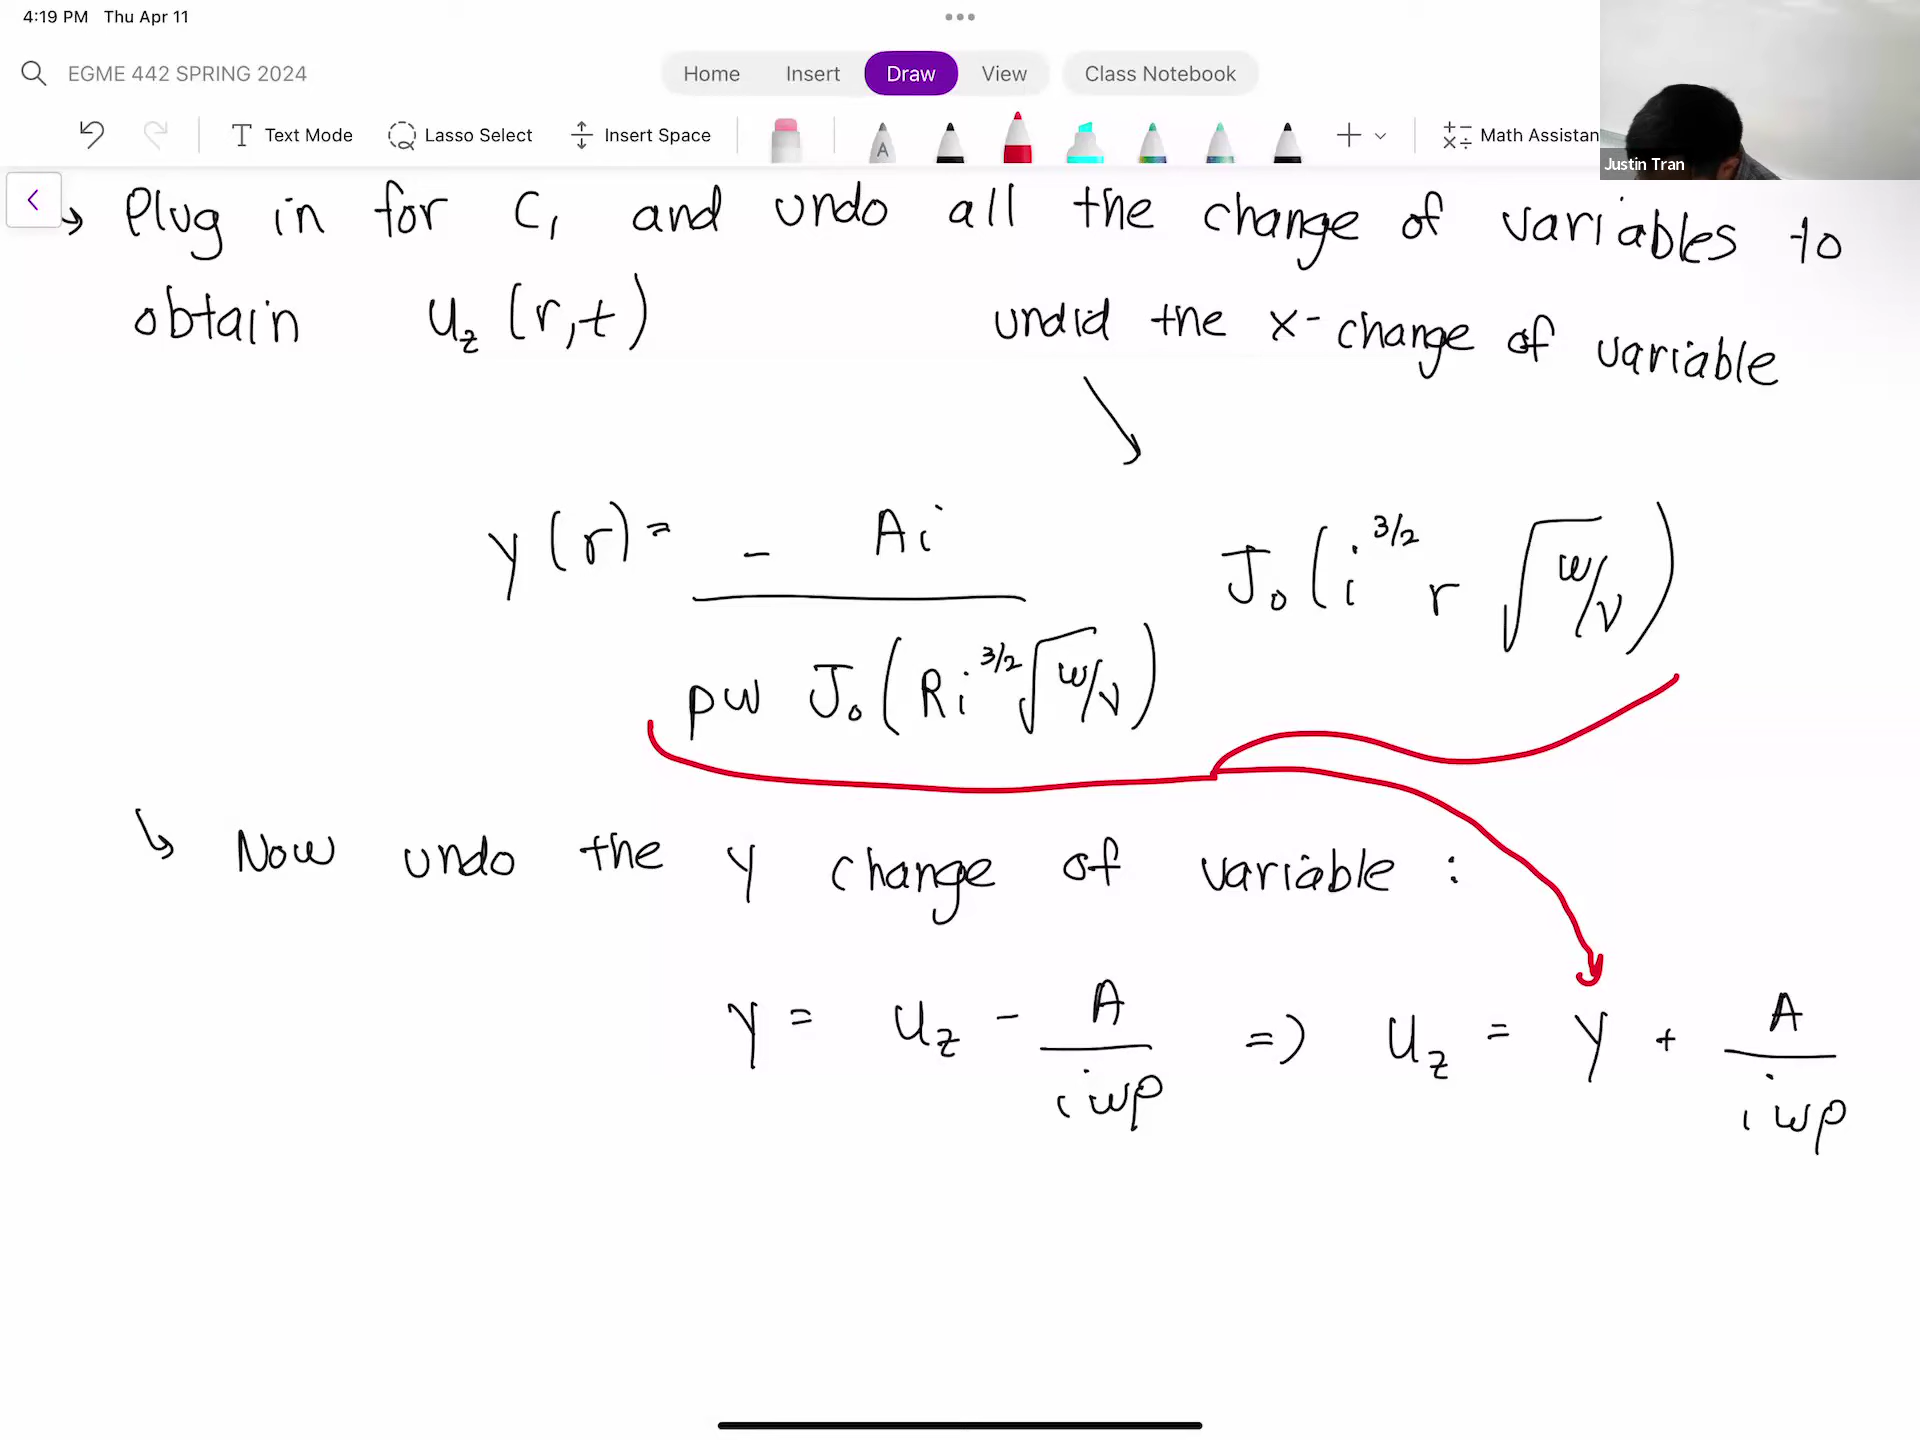 4:19 PM Thu Apr 11
EGME 442 SPRING 2024
Home Insert Draw View Class Notebook
Text Mode Lasso Select Insert Space Math Assistan
Justin Tran
↳ Plug in for C₁ and undo all the change of variables to
obtain u_z (r,t)
undid the x-change of variable
y(r) = - Ai / (ρw J₀(R i^3/2 √(w/ν))) J₀(i^3/2 r √(w/ν))
↳ Now undo the y change of variable :
y = u_z - A / (iwρ) => u_z = y + A / (iwρ)